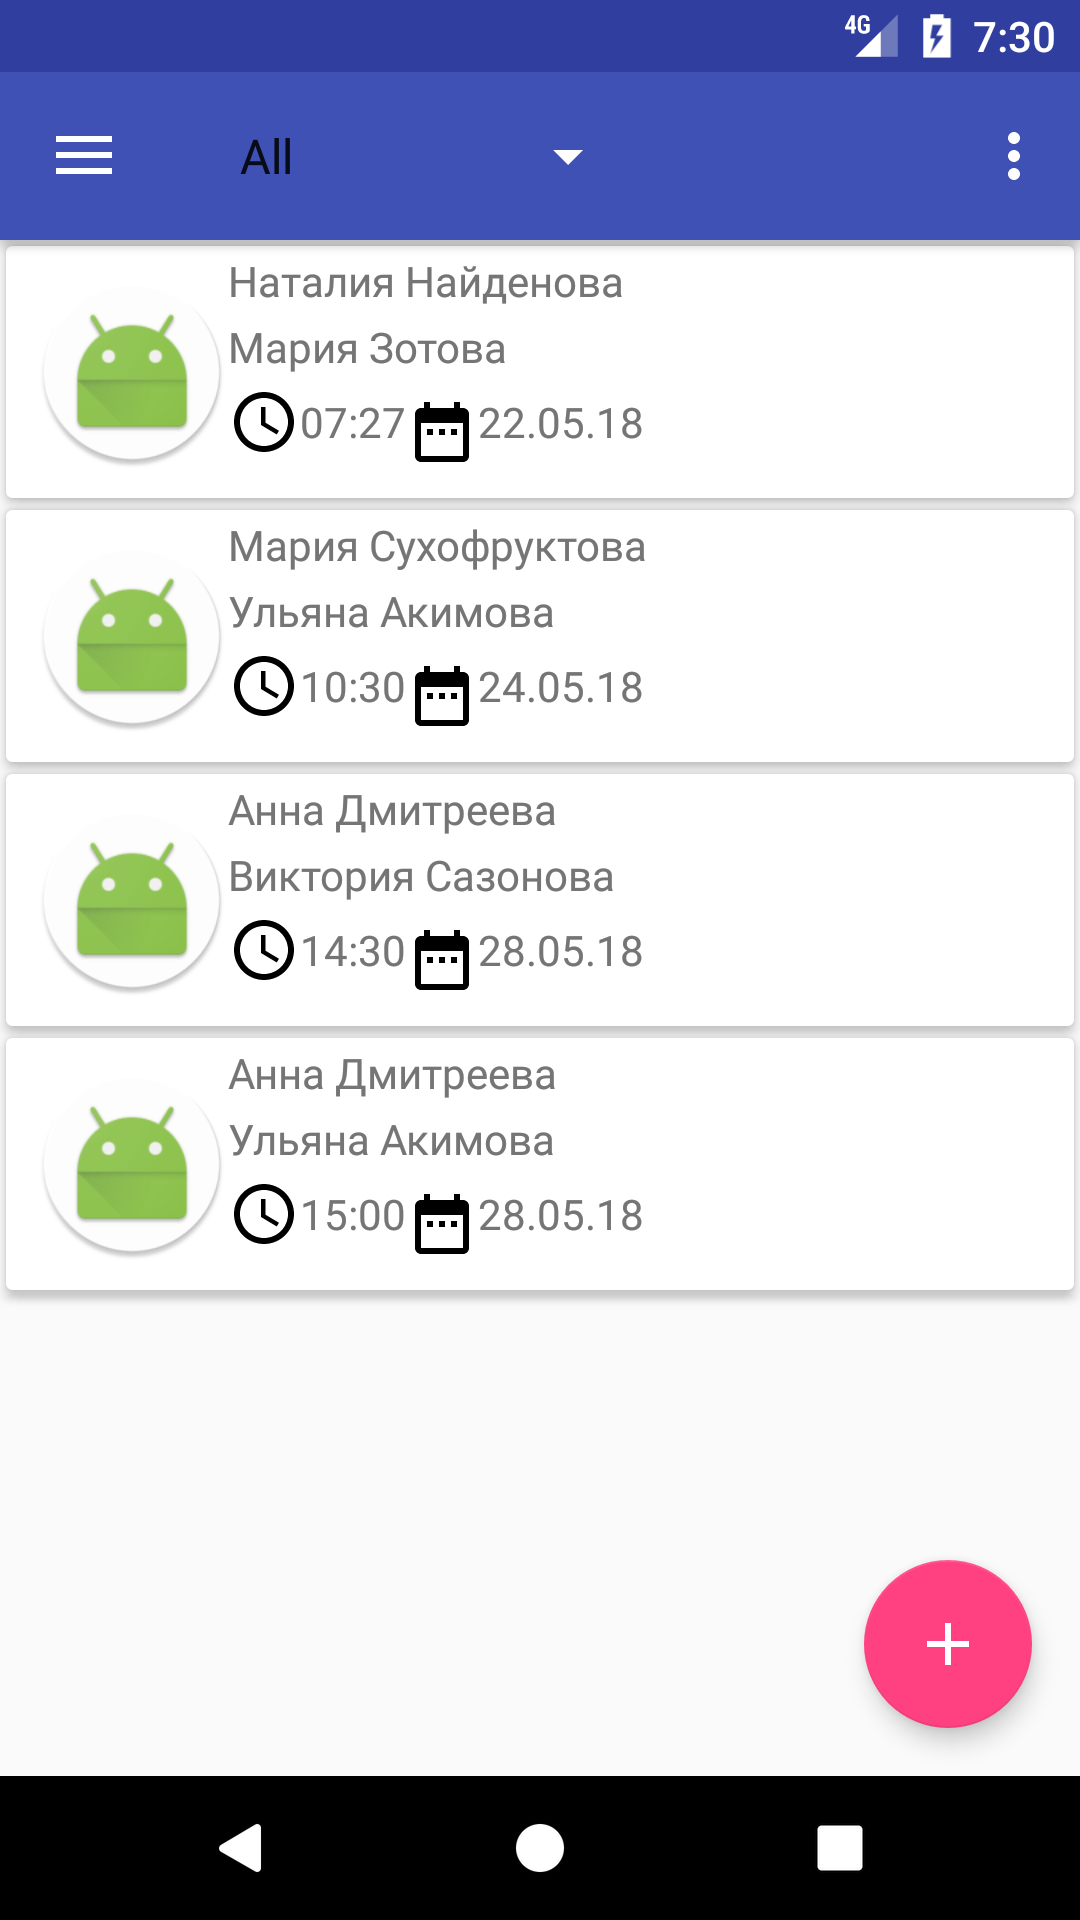 4G 7:30
All
Наталия Найденова
Мария Зотова
07:27 22.05.18
Мария Сухофруктова
Ульяна Акимова
10:30 24.05.18
Анна Дмитреева
Виктория Сазонова
14:30 28.05.18
Анна Дмитреева
Ульяна Акимова
15:00 28.05.18